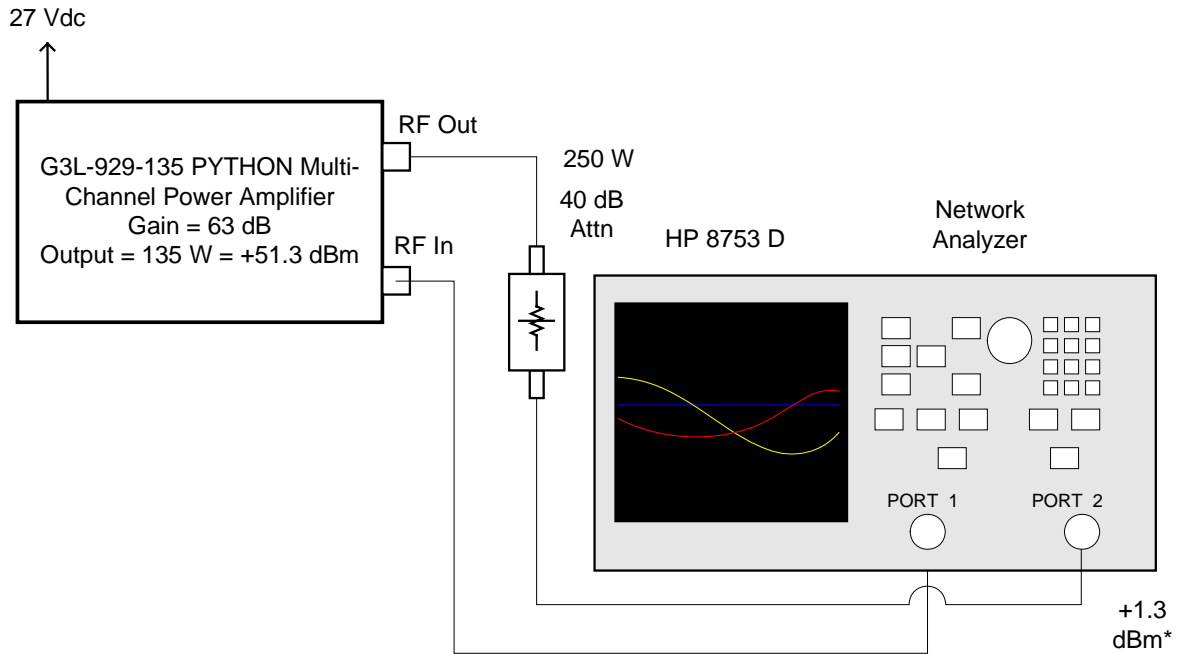 27 Vdc
G3L-929-135 PYTHON Multi-
Channel Power Amplifier
Gain = 63 dB
Output = 135 W = +51.3 dBm
RF Out
RF In
250 W
40 dB
Attn
HP 8753 D
Network
Analyzer
PORT 1
PORT 2
+1.3
dBm*